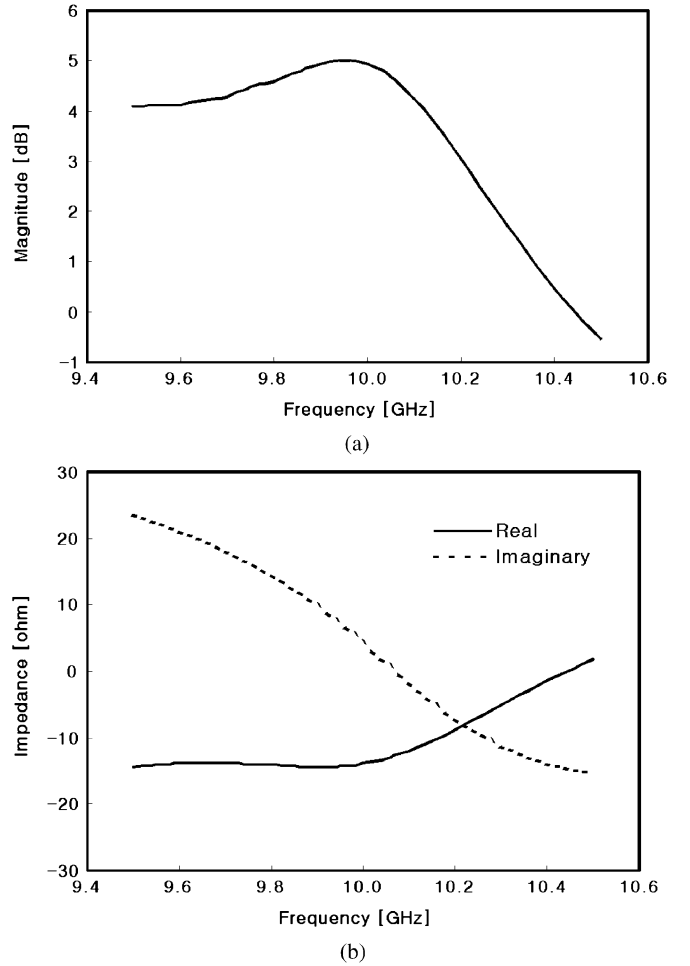 6
5
4
3
2
1
0
−1
Magnitude [dB]
9.4 9.6 9.8 10.0 10.2 10.4 10.6
Frequency [GHz]
(a)
30
20
10
0
−10
−20
−30
Impedance [ohm]
Real
Imaginary
9.4 9.6 9.8 10.0 10.2 10.4 10.6
Frequency [GHz]
(b)